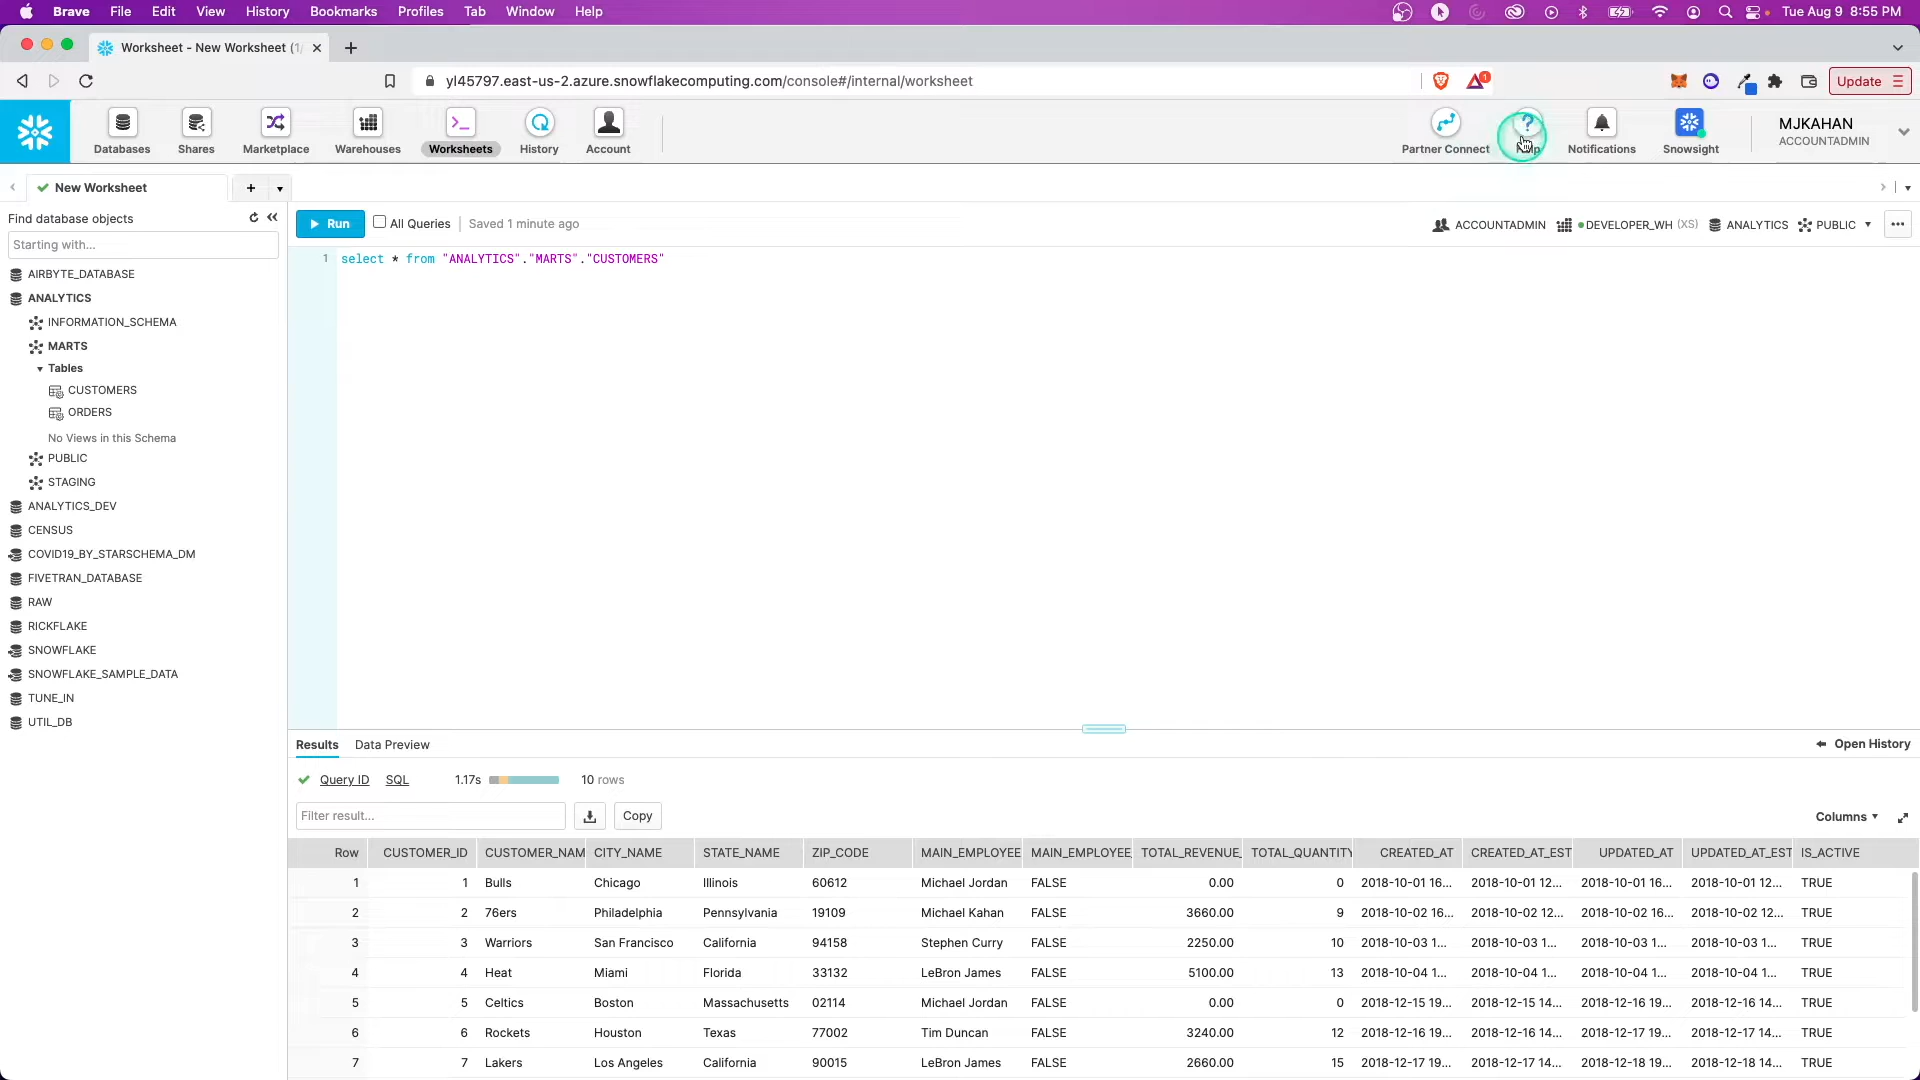 Brave File Edit View History Bookmarks Profiles Tab Window Help Tue Aug 9 8:55 PM
Worksheet - New Worksheet (1/
yl45797.east-us-2.azure.snowflakecomputing.com/console#/internal/worksheet 1 Update
Databases Shares Marketplace Warehouses Worksheets History Account Partner Connect Notifications Snowsight
MJKAHAN
ACCOUNTADMIN
New Worksheet
Find database objects
Starting with...
Run All Queries Saved 1 minute ago ACCOUNTADMIN DEVELOPER_WH (XS) ANALYTICS PUBLIC
1 select * from "ANALYTICS"."MARTS"."CUSTOMERS"
AIRBYTE_DATABASE
ANALYTICS
INFORMATION_SCHEMA
MARTS
Tables
CUSTOMERS
ORDERS
No Views in this Schema
PUBLIC
STAGING
ANALYTICS_DEV
CENSUS
COVID19_BY_STARSCHEMA_DM
FIVETRAN_DATABASE
RAW
RICKFLAKE
SNOWFLAKE
SNOWFLAKE_SAMPLE_DATA
TUNE_IN
UTIL_DB
Results Data Preview Open History
Query ID SQL 1.17s 10 rows
Filter result... Copy Columns
Row CUSTOMER_ID CUSTOMER_NAM CITY_NAME STATE_NAME ZIP_CODE MAIN_EMPLOYEE MAIN_EMPLOYEE_ TOTAL_REVENUE_ TOTAL_QUANTITY CREATED_AT CREATED_AT_EST UPDATED_AT UPDATED_AT_EST IS_ACTIVE
1 1 Bulls Chicago Illinois 60612 Michael Jordan FALSE 0.00 0 2018-10-01 16... 2018-10-01 12... 2018-10-01 16... 2018-10-01 12... TRUE
2 2 76ers Philadelphia Pennsylvania 19109 Michael Kahan FALSE 3660.00 9 2018-10-02 16... 2018-10-02 12... 2018-10-02 16... 2018-10-02 12... TRUE
3 3 Warriors San Francisco California 94158 Stephen Curry FALSE 2250.00 10 2018-10-03 1... 2018-10-03 1... 2018-10-03 1... 2018-10-03 1... TRUE
4 4 Heat Miami Florida 33132 LeBron James FALSE 5100.00 13 2018-10-04 1... 2018-10-04 1... 2018-10-04 1... 2018-10-04 1... TRUE
5 5 Celtics Boston Massachusetts 02114 Michael Jordan FALSE 0.00 0 2018-12-15 19... 2018-12-15 14... 2018-12-16 19... 2018-12-16 14... TRUE
6 6 Rockets Houston Texas 77002 Tim Duncan FALSE 3240.00 12 2018-12-16 19... 2018-12-16 14... 2018-12-17 19... 2018-12-17 14... TRUE
7 7 Lakers Los Angeles California 90015 LeBron James FALSE 2660.00 15 2018-12-17 19... 2018-12-17 14... 2018-12-18 19... 2018-12-18 14... TRUE